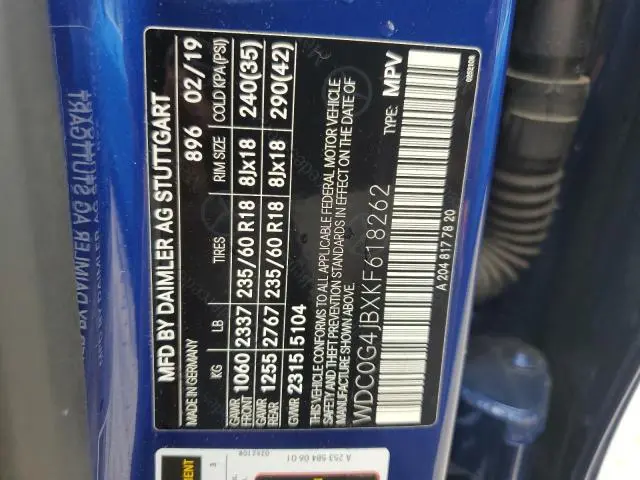 MFD BY DAIMLER AG STUTTGART
MADE IN GERMANY 896 02/19
KG LB TIRES RIM SIZE COLD KPA(PSI)
GAWR FRONT 1060 2337 235/60 R18 8Jx18 240(35)
GAWR REAR 1255 2767 235/60 R18 8Jx18 290(42)
GVWR 2315 5104
THIS VEHICLE CONFORMS TO ALL APPLICABLE FEDERAL MOTOR VEHICLE
SAFETY AND THEFT PREVENTION STANDARDS IN EFFECT ON THE DATE OF
MANUFACTURE SHOWN ABOVE.
WDC0G4JBXKF618262 TYPE: MPV
A 204 817 78 20
0252108
A 253 584 06 01
0252108